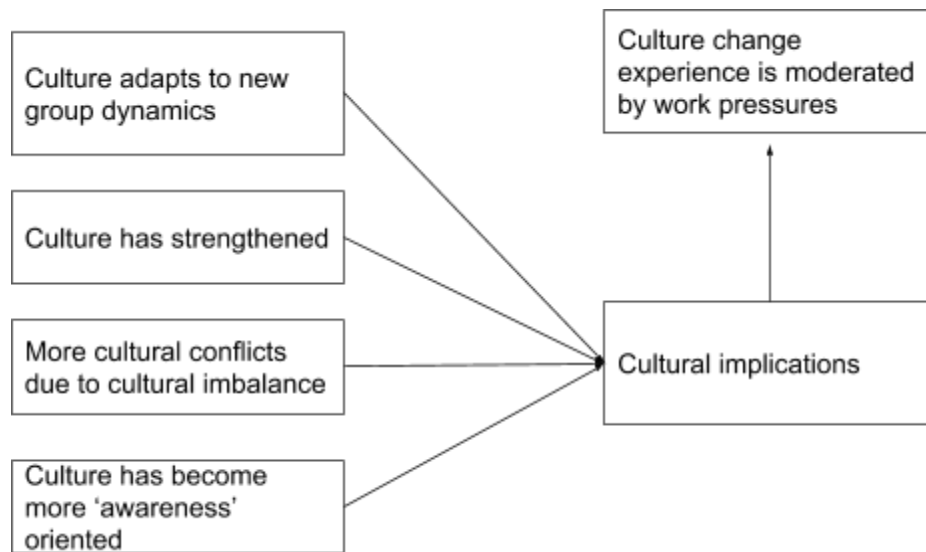 Culture adapts to new
group dynamics
Culture has strengthened
More cultural conflicts
due to cultural imbalance
Culture has become
more ‘awareness’
oriented
Culture change
experience is moderated
by work pressures
Cultural implications